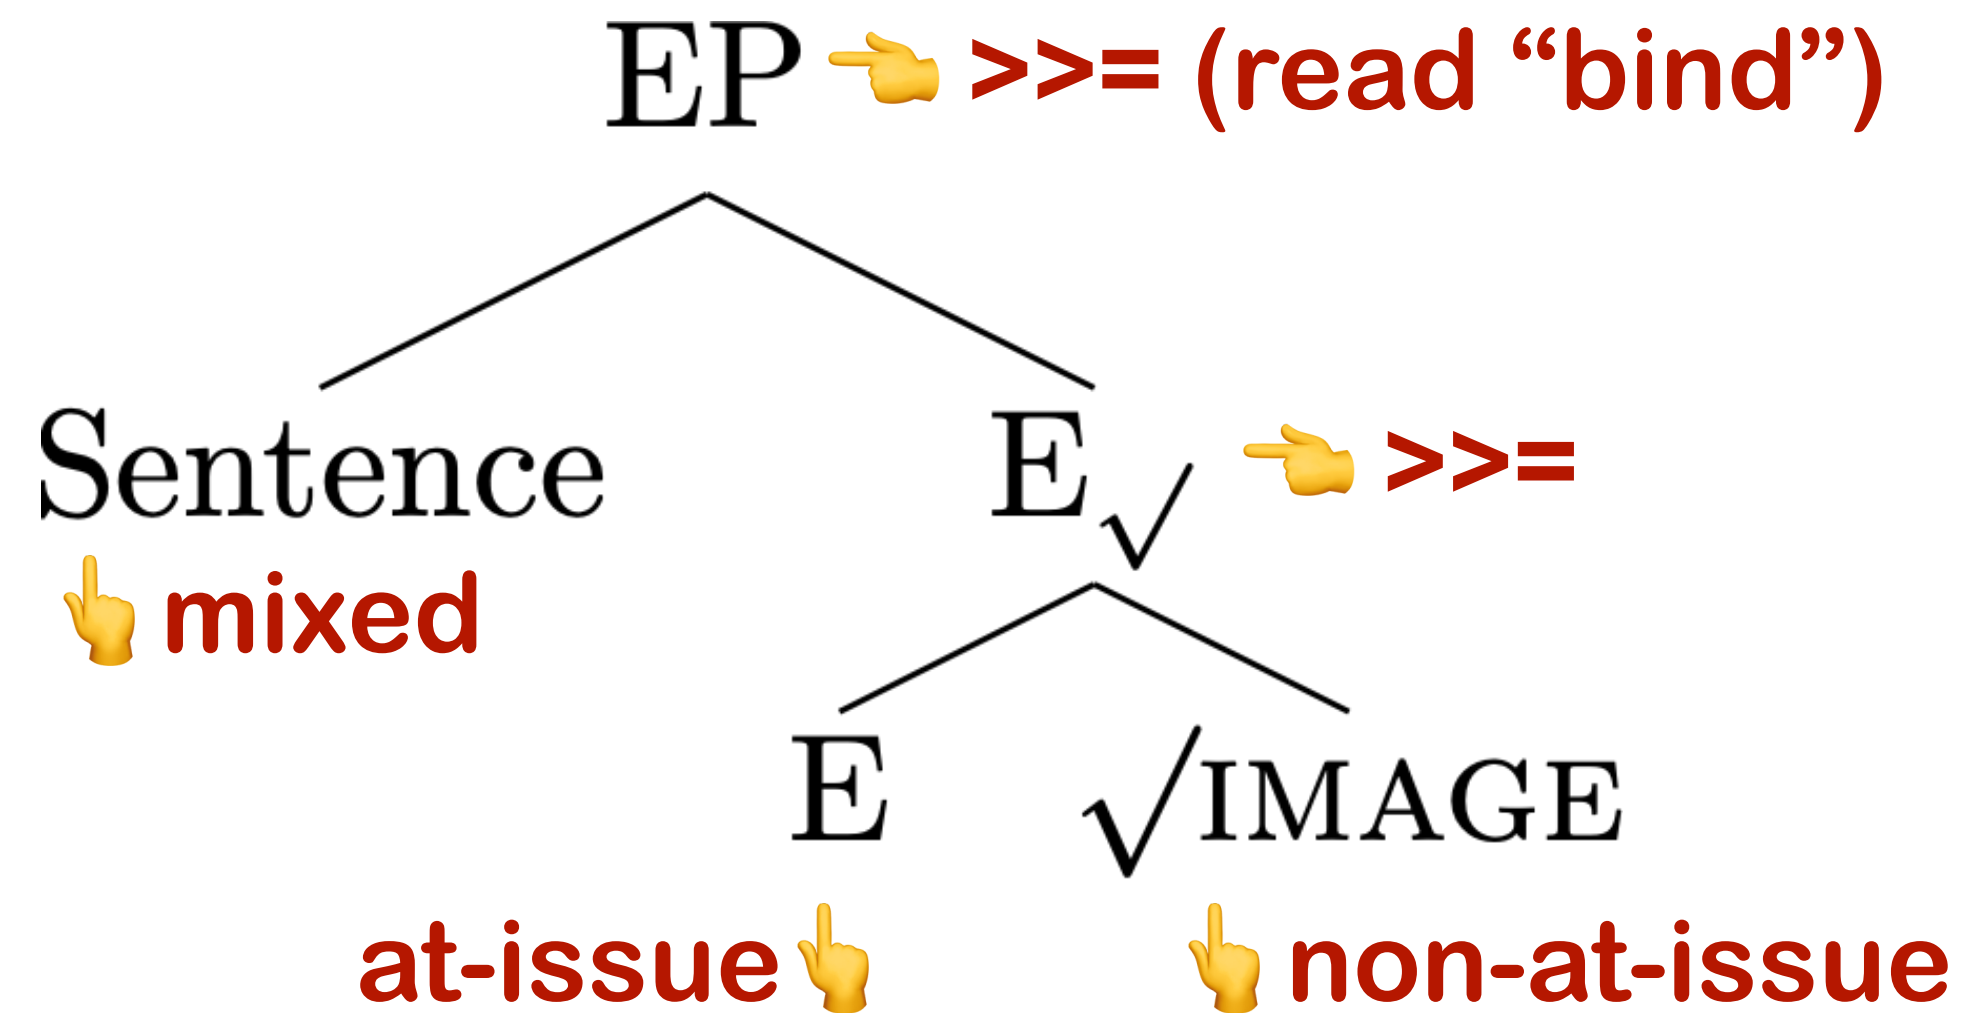 EP 👈 >>= (read “bind”)
Sentence
E√ 👈 >>=
👆 mixed
E
√IMAGE
at-issue 👆
👆 non-at-issue